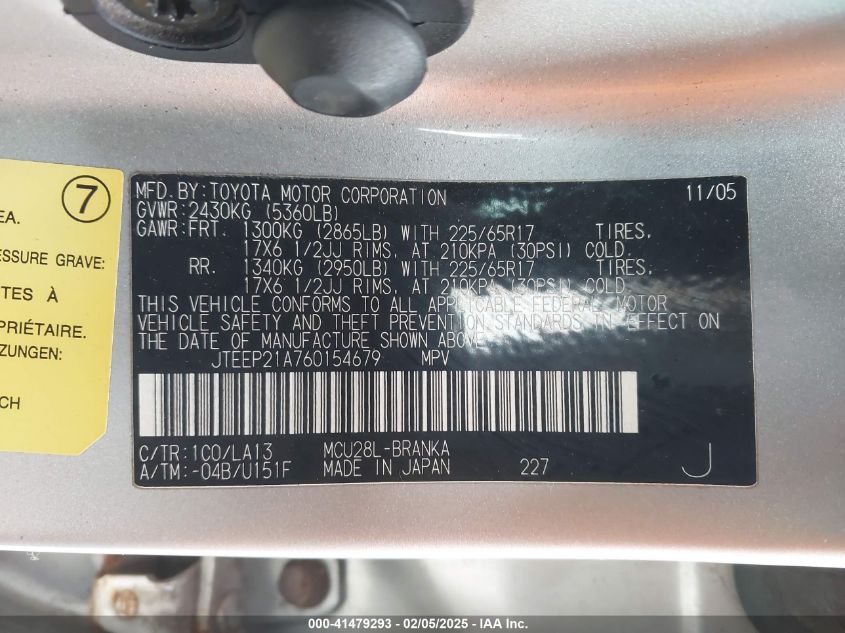 7
EA.
ESSURE GRAVE:
TES À
PRIÉTAIRE.
ZUNGEN:
CH
MFD.BY:TOYOTA MOTOR CORPORATION 11/05
GVWR:2430KG (5360LB)
GAWR:FRT. 1300KG (2865LB) WITH 225/65R17 TIRES,
17X6 1/2JJ RIMS, AT 210KPA (30PSI) COLD.
RR. 1340KG (2950LB) WITH 225/65R17 TIRES,
17X6 1/2JJ RIMS, AT 210KPA (30PSI) COLD.
THIS VEHICLE CONFORMS TO ALL APPLICABLE FEDERAL MOTOR
VEHICLE SAFETY AND THEFT PREVENTION STANDARDS IN EFFECT ON
THE DATE OF MANUFACTURE SHOWN ABOVE.
JTEEP21A760154679 MPV
C/TR:1C0/LA13 MCU28L-BRANKA
A/TM:-04B/U151F MADE IN JAPAN 227 J
000-41479293 - 02/05/2025 - IAA Inc.